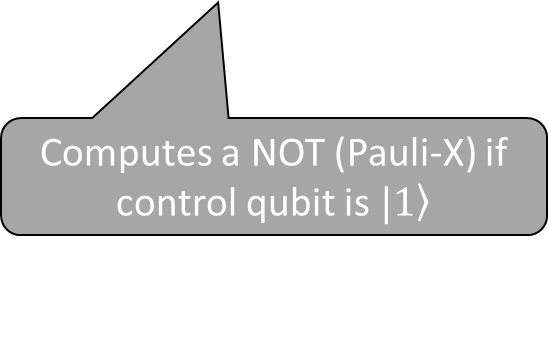 Computes a NOT (Pauli-X) if
control qubit is |1⟩